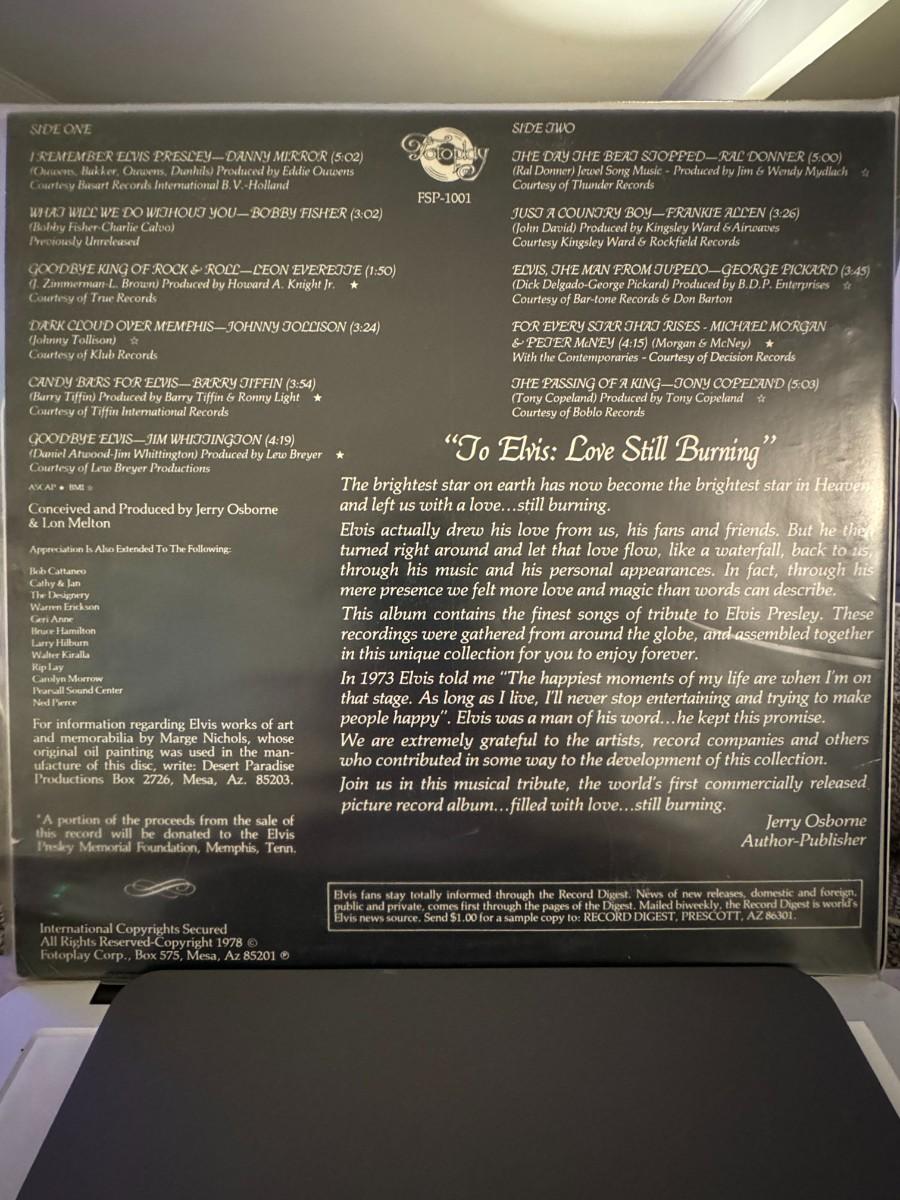 SIDE ONE
I REMEMBER ELVIS PRESLEY—DANNY MIRROR (5:02)
(Ouwens, Bakker, Ouwens, Dunhils) Produced by Eddie Ouwens
Courtesy Basart Records International B.V.-Holland
WHAT WILL WE DO WITHOUT YOU—BOBBY FISHER (3:02)
(Bobby Fisher-Charlie Calvo)
Previously Unreleased
GOODBYE KING OF ROCK & ROLL—LEON EVERETTE (1:50)
(J. Zimmerman-L. Brown) Produced by Howard A. Knight Jr. ★
Courtesy of True Records
DARK CLOUD OVER MEMPHIS—JOHNNY TOLLISON (3:24)
(Johnny Tollison) ☆
Courtesy of Klub Records
CANDY BARS FOR ELVIS—BARRY TIFFIN (3:54)
(Barry Tiffin) Produced by Barry Tiffin & Ronny Light ★
Courtesy of Tiffin International Records
GOODBYE ELVIS—JIM WHITTINGTON (4:19)
(Daniel Atwood-Jim Whittington) Produced by Lew Breyer ★
Courtesy of Lew Breyer Productions
ASCAP ★ BMI ☆
Conceived and Produced by Jerry Osborne
& Lon Melton
Appreciation Is Also Extended To The Following:
Bob Cattaneo
Cathy & Jan
The Designery
Warren Erickson
Geri Anne
Bruce Hamilton
Larry Hilburn
Walter Kiralla
Rip Lay
Carolyn Morrow
Pearsall Sound Center
Ned Pierce
For information regarding Elvis works of art
and memorabilia by Marge Nichols, whose
original oil painting was used in the man-
ufacture of this disc, write: Desert Paradise
Productions Box 2726, Mesa, Az. 85203.
*A portion of the proceeds from the sale of
this record will be donated to the Elvis
Presley Memorial Foundation, Memphis, Tenn.
International Copyrights Secured
All Rights Reserved-Copyright 1978 ©
Fotoplay Corp., Box 575, Mesa, Az 85201 ℗
Fotoplay
FSP-1001
SIDE TWO
THE DAY THE BEAT STOPPED—RAL DONNER (5:00)
(Ral Donner) Jewel Song Music - Produced by Jim & Wendy Mydlach ☆
Courtesy of Thunder Records
JUST A COUNTRY BOY—FRANKIE ALLEN (3:26)
(John David) Produced by Kingsley Ward & Airwaves
Courtesy Kingsley Ward & Rockfield Records
ELVIS, THE MAN FROM TUPELO—GEORGE PICKARD (3:45)
(Dick Delgado-George Pickard) Produced by B.D.P. Enterprises ☆
Courtesy of Bar-tone Records & Don Barton
FOR EVERY STAR THAT RISES - MICHAEL MORGAN
& PETER McNEY (4:15) (Morgan & McNey) ★
With the Contemporaries - Courtesy of Decision Records
THE PASSING OF A KING—TONY COPELAND (5:03)
(Tony Copeland) Produced by Tony Copeland ☆
Courtesy of Boblo Records
"To Elvis: Love Still Burning"
The brightest star on earth has now become the brightest star in Heaven,
and left us with a love...still burning.
Elvis actually drew his love from us, his fans and friends. But he then
turned right around and let that love flow, like a waterfall, back to us,
through his music and his personal appearances. In fact, through his
mere presence we felt more love and magic than words can describe.
This album contains the finest songs of tribute to Elvis Presley. These
recordings were gathered from around the globe, and assembled together
in this unique collection for you to enjoy forever.
In 1973 Elvis told me "The happiest moments of my life are when I'm on
that stage. As long as I live, I'll never stop entertaining and trying to make
people happy". Elvis was a man of his word...he kept this promise.
We are extremely grateful to the artists, record companies and others
who contributed in some way to the development of this collection.
Join us in this musical tribute, the world's first commercially released
picture record album...filled with love...still burning.
Jerry Osborne
Author-Publisher
Elvis fans stay totally informed through the Record Digest. News of new releases, domestic and foreign,
public and private, comes first through the pages of the Digest. Mailed biweekly, the Record Digest is world's
Elvis news source. Send $1.00 for a sample copy to: RECORD DIGEST, PRESCOTT, AZ 86301.